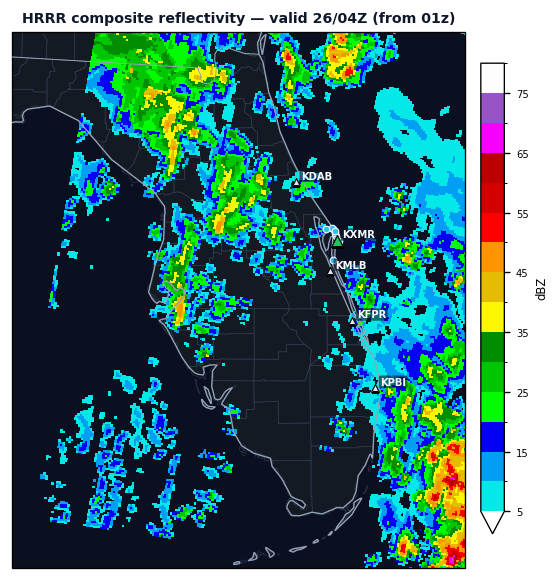 HRRR composite reflectivity — valid 26/04Z (from 01z)
75
65
55
45
35
25
15
5
dBZ
KDAB
KXMR
KMLB
KFPR
KPBI